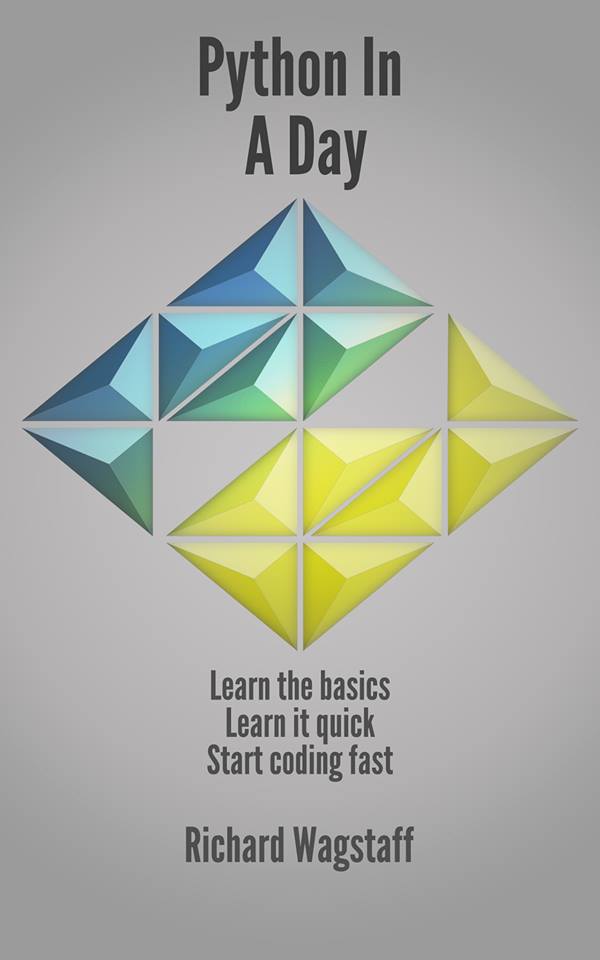 Python In
A Day
Learn the basics
Learn it quick
Start coding fast
Richard Wagstaff